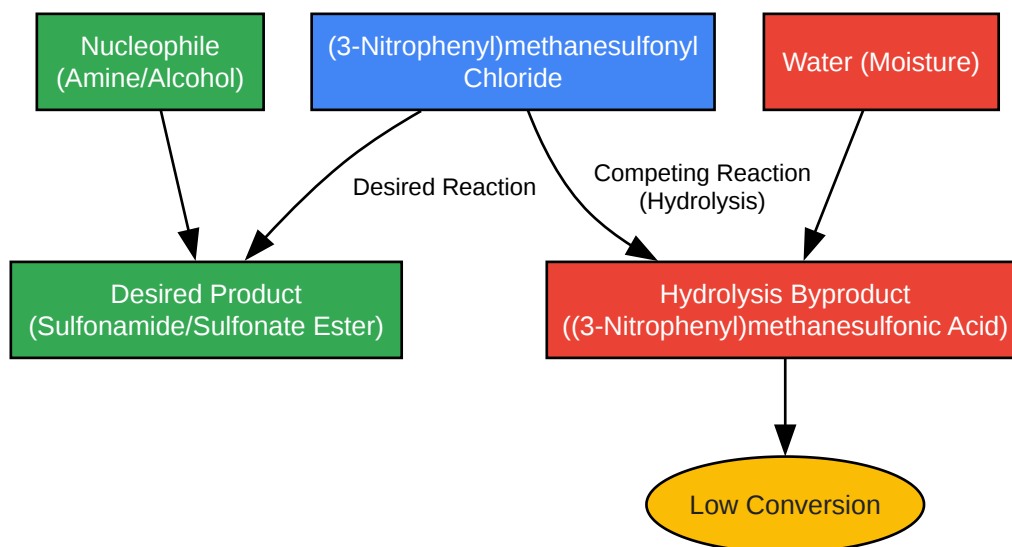 Nucleophile
(Amine/Alcohol)
(3-Nitrophenyl)methanesulfonyl
Chloride
Water (Moisture)
Desired Reaction
Competing Reaction
(Hydrolysis)
Desired Product
(Sulfonamide/Sulfonate Ester)
Hydrolysis Byproduct
((3-Nitrophenyl)methanesulfonic Acid)
Low Conversion